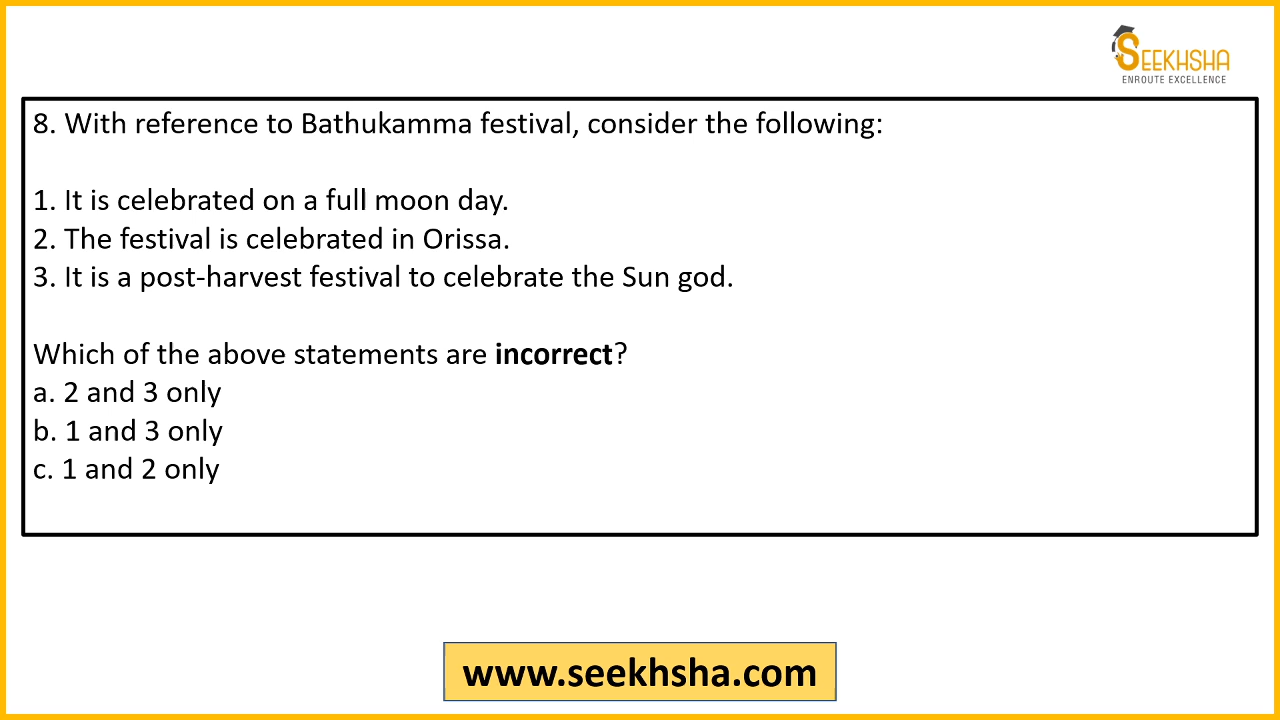 SEEKHSHA
ENROUTE EXCELLENCE
8. With reference to Bathukamma festival, consider the following:
1. It is celebrated on a full moon day.
2. The festival is celebrated in Orissa.
3. It is a post-harvest festival to celebrate the Sun god.
Which of the above statements are incorrect?
a. 2 and 3 only
b. 1 and 3 only
c. 1 and 2 only
www.seekhsha.com